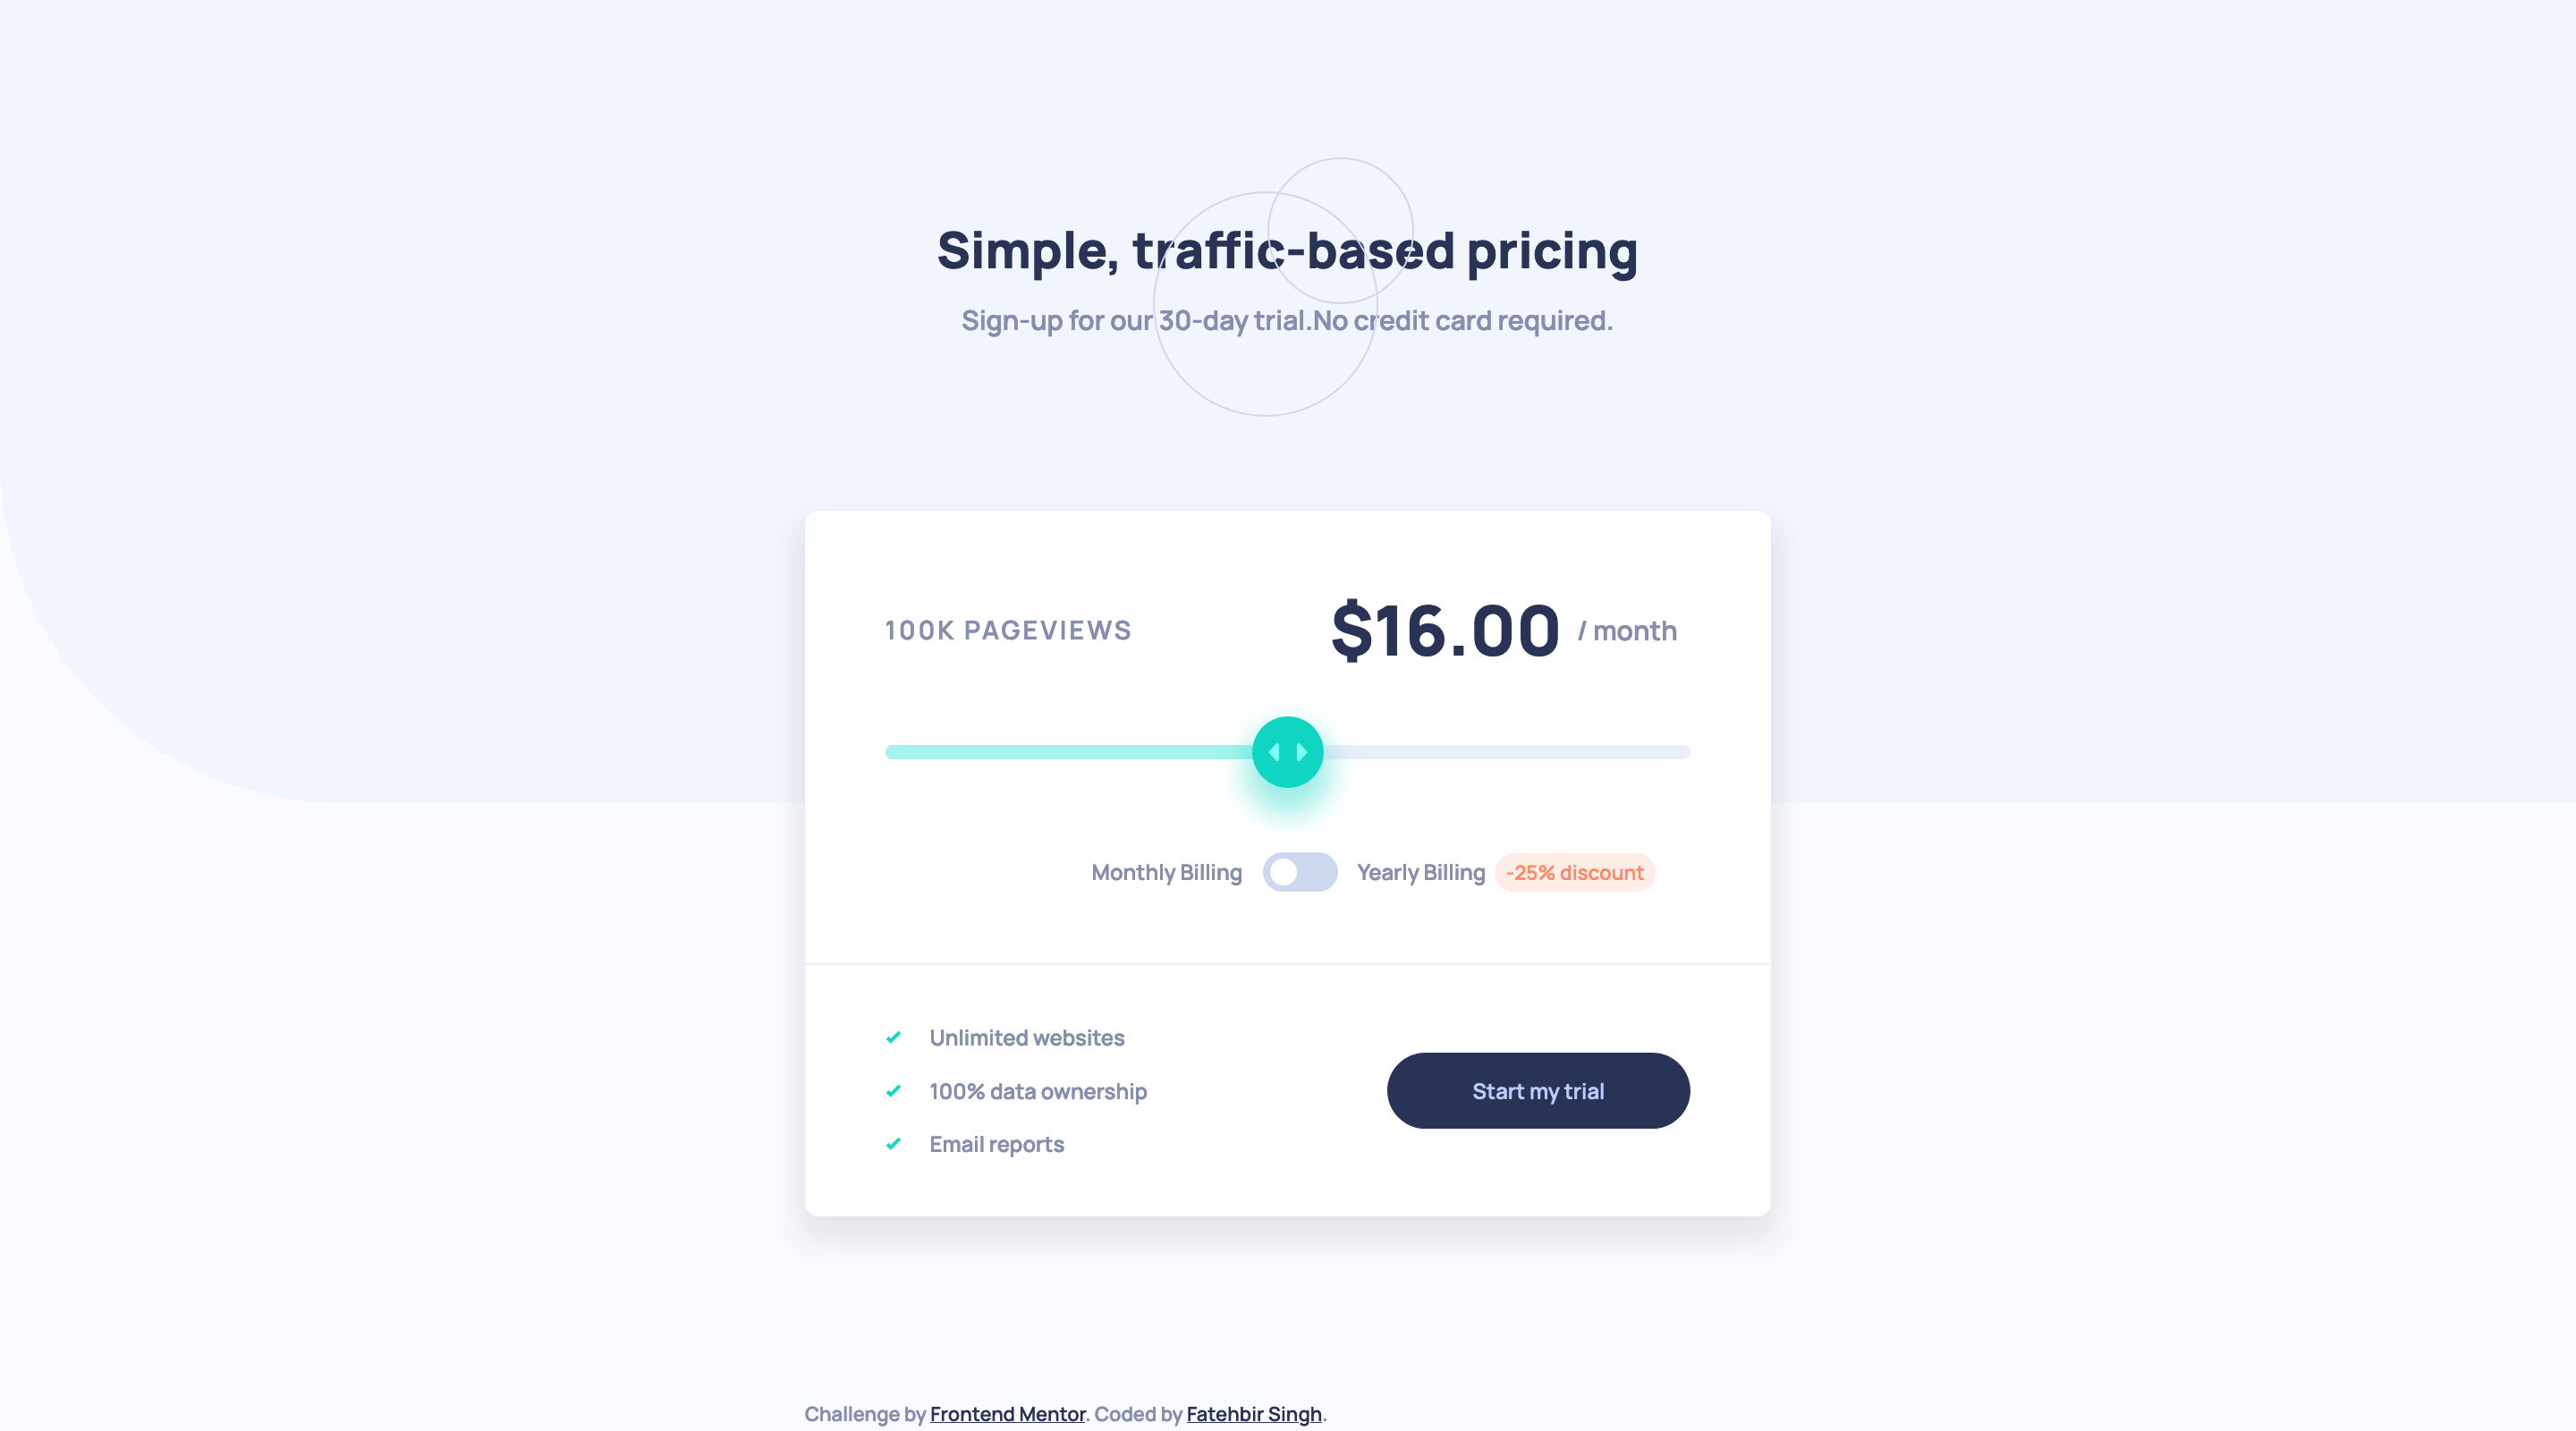 Simple, traffic-based pricing
Sign-up for our 30-day trial.No credit card required.
100K PAGEVIEWS
$16.00 / month
Monthly Billing Yearly Billing -25% discount
Unlimited websites
100% data ownership
Start my trial
Email reports
Challenge by Frontend Mentor. Coded by Fatehbir Singh.